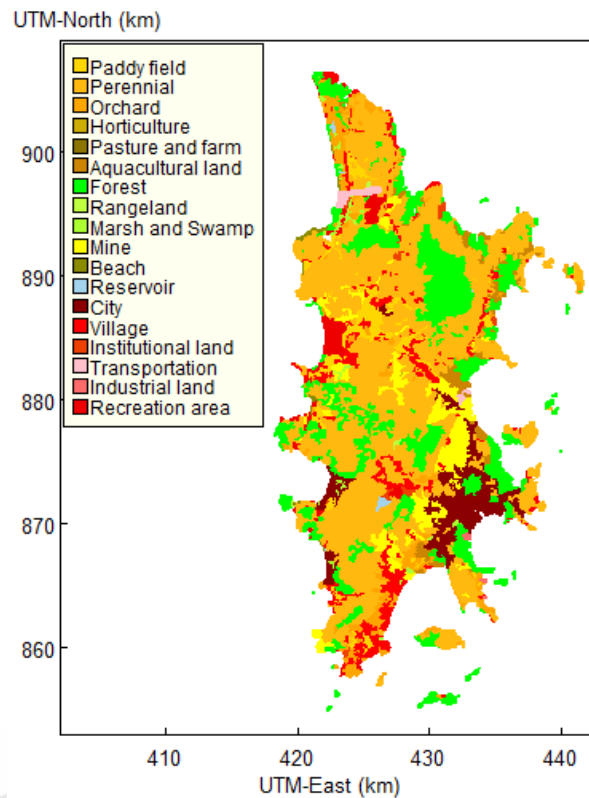 UTM-North (km)
Paddy field
Perennial
Orchard
Horticulture
Pasture and farm
Aquacultural land
Forest
Rangeland
Marsh and Swamp
Mine
Beach
Reservoir
City
Village
Institutional land
Transportation
Industrial land
Recreation area
900
890
880
870
860
410 420 430 440
UTM-East (km)